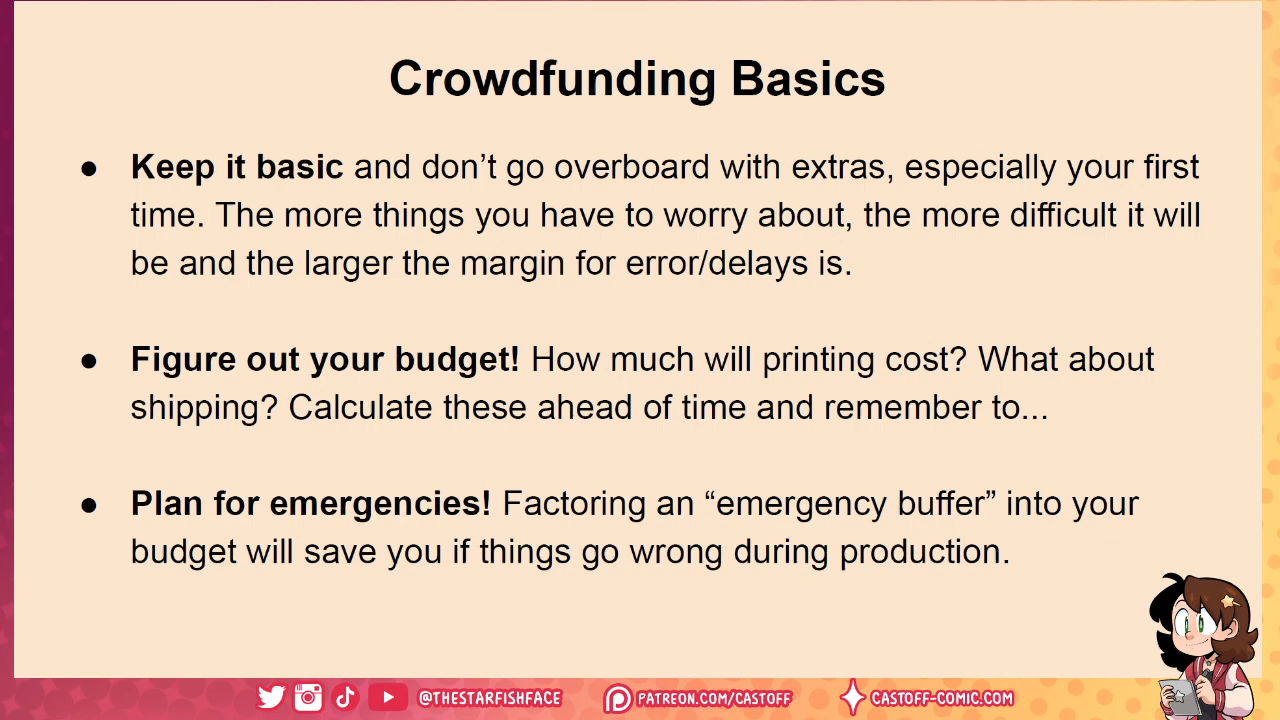 Crowdfunding Basics
● Keep it basic and don’t go overboard with extras, especially your first
time. The more things you have to worry about, the more difficult it will
be and the larger the margin for error/delays is.
● Figure out your budget! How much will printing cost? What about
shipping? Calculate these ahead of time and remember to...
● Plan for emergencies! Factoring an “emergency buffer” into your
budget will save you if things go wrong during production.
@THESTARFISHFACE PATREON.COM/CASTOFF CASTOFF-COMIC.COM